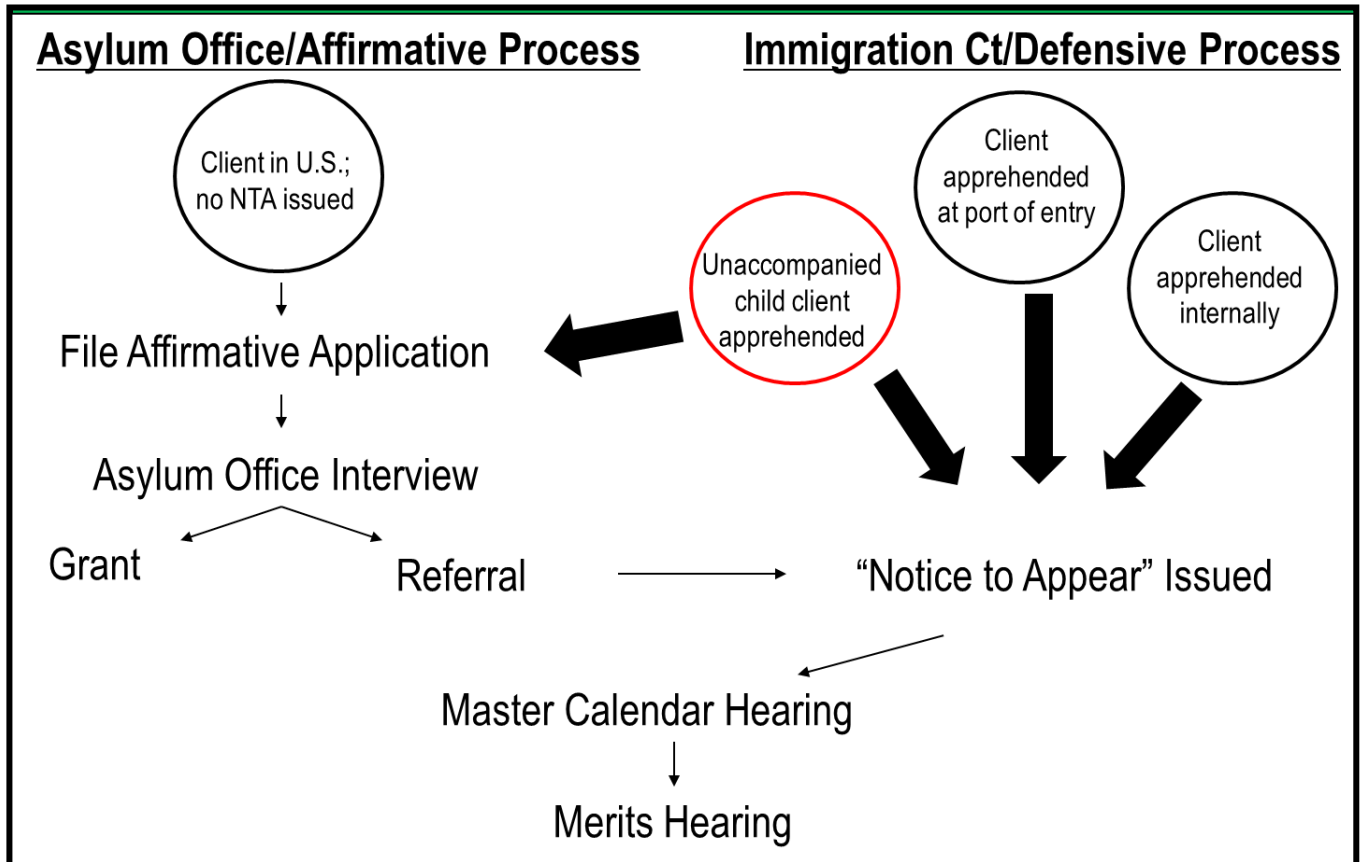 Asylum Office/Affirmative Process
Immigration Ct/Defensive Process
Client in U.S.;
no NTA issued
Client
apprehended
at port of entry
Unaccompanied
child client
apprehended
Client
apprehended
internally
File Affirmative Application
Asylum Office Interview
Grant
Referral
“Notice to Appear” Issued
Master Calendar Hearing
Merits Hearing